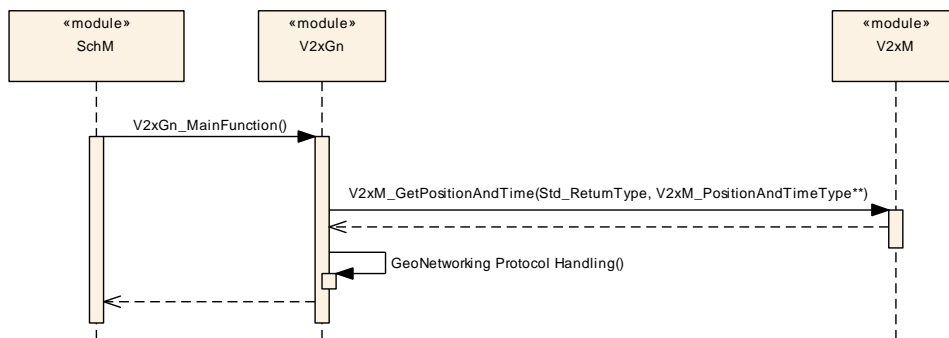 «module»
SchM
«module»
V2xGn
«module»
V2xM
V2xGn_MainFunction()
V2xM_GetPositionAndTime(Std_ReturnType, V2xM_PositionAndTimeType**)
GeoNetworking Protocol Handling()